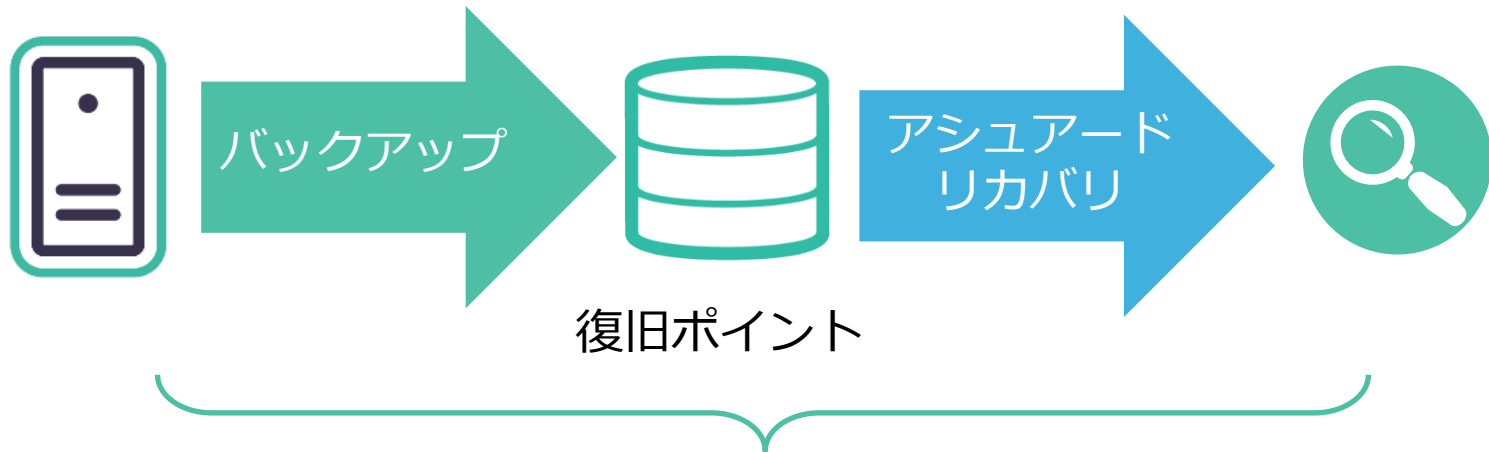 バックアップ
アシュアード
リカバリ
復旧ポイント